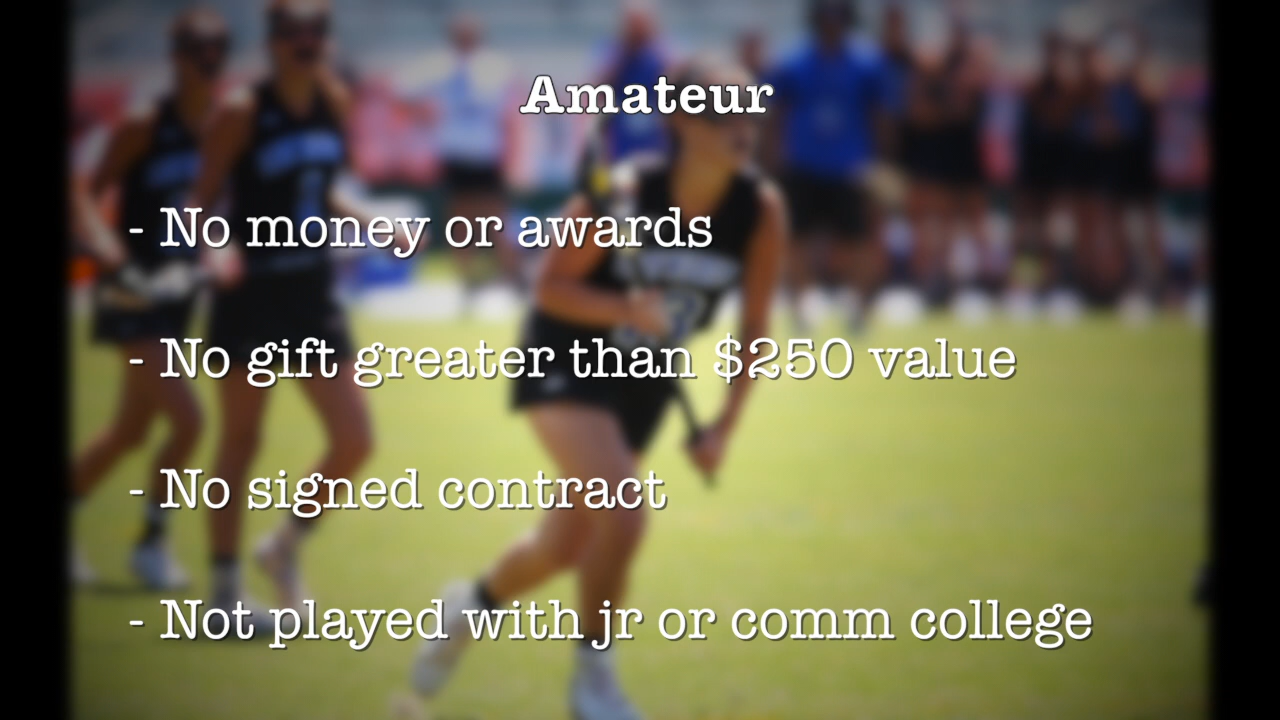 Amateur
- No money or awards
- No gift greater than $250 value
- No signed contract
- Not played with jr or comm college